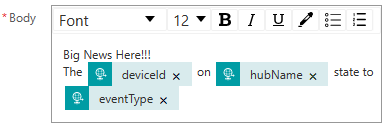 * Body
Font 12 B I U
Big News Here!!!
The deviceId × on hubName × state to
eventType ×